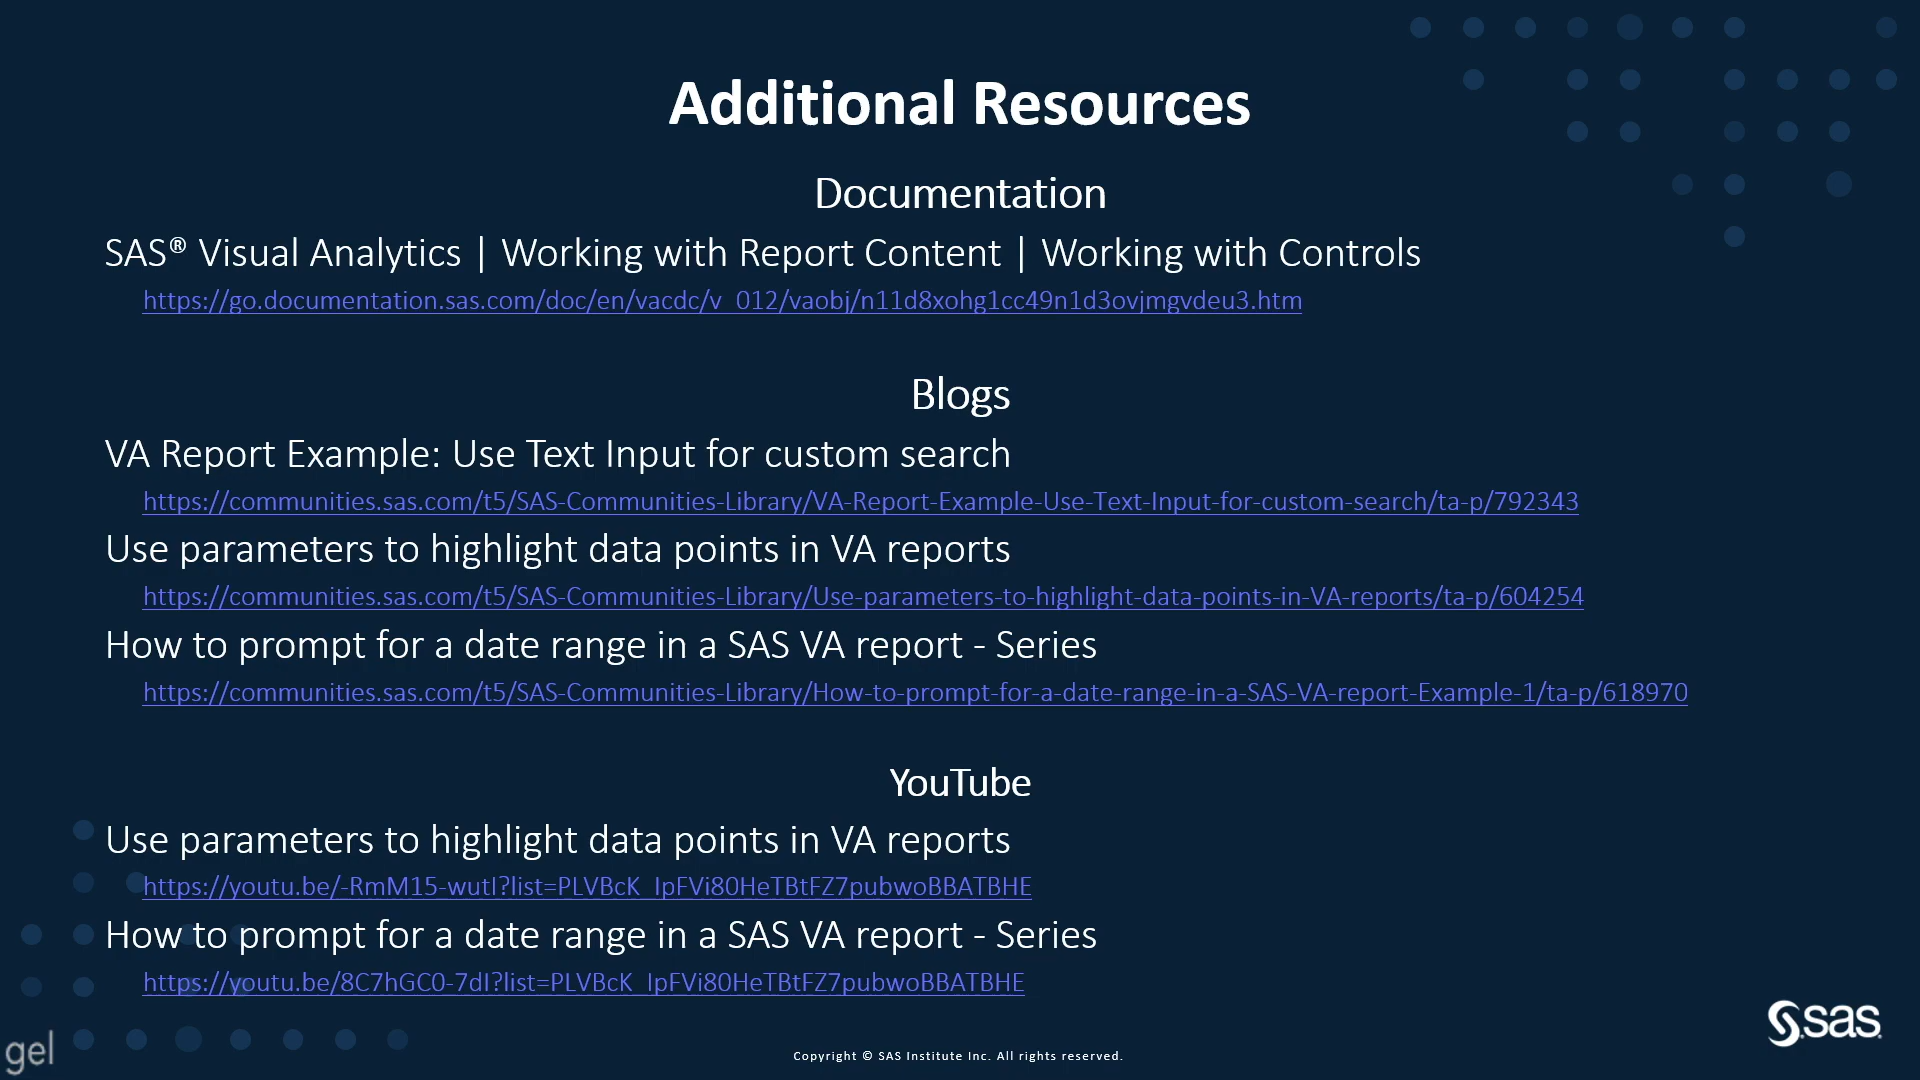 Additional Resources
Documentation
SAS® Visual Analytics | Working with Report Content | Working with Controls
https://go.documentation.sas.com/doc/en/vacdc/v_012/vaobj/n11d8xohg1cc49n1d3ovjmgvdeu3.htm
Blogs
VA Report Example: Use Text Input for custom search
https://communities.sas.com/t5/SAS-Communities-Library/VA-Report-Example-Use-Text-Input-for-custom-search/ta-p/792343
Use parameters to highlight data points in VA reports
https://communities.sas.com/t5/SAS-Communities-Library/Use-parameters-to-highlight-data-points-in-VA-reports/ta-p/604254
How to prompt for a date range in a SAS VA report - Series
https://communities.sas.com/t5/SAS-Communities-Library/How-to-prompt-for-a-date-range-in-a-SAS-VA-report-Example-1/ta-p/618970
YouTube
Use parameters to highlight data points in VA reports
https://youtu.be/-RmM15-wutI?list=PLVBcK_IpFVi80HeTBtFZ7pubwoBBATBHE
How to prompt for a date range in a SAS VA report - Series
https://youtu.be/8C7hGC0-7dI?list=PLVBcK_IpFVi80HeTBtFZ7pubwoBBATBHE
sas
gel
Copyright © SAS Institute Inc. All rights reserved.